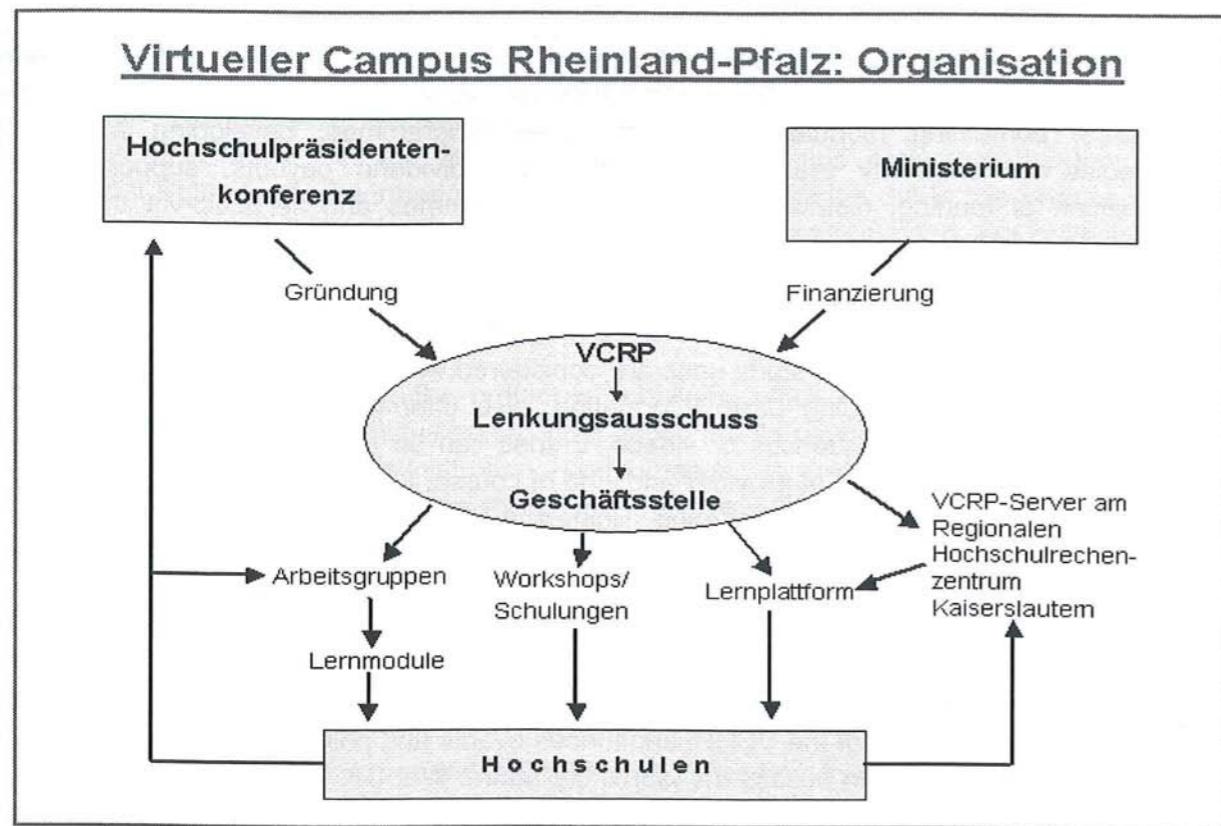 Virtueller Campus Rheinland-Pfalz: Organisation
Hochschulpräsidenten-
konferenz
Ministerium
Gründung
Finanzierung
VCRP
Lenkungsausschuss
Geschäftsstelle
VCRP-Server am
Regionalen
Hochschulrechen-
zentrum
Kaiserslautern
Arbeitsgruppen
Workshops/
Schulungen
Lernplattform
Lernmodule
Hochschulen